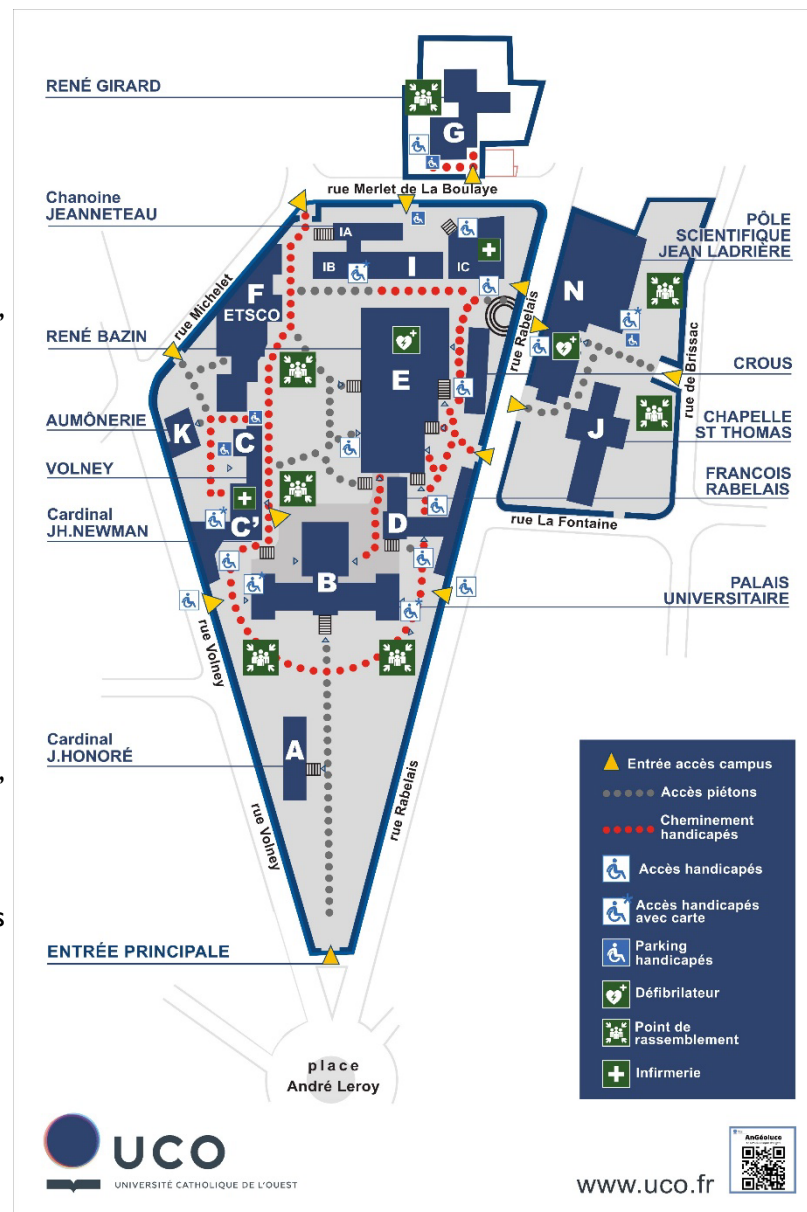 RENÉ GIRARD
G
rue Merlet de La Boulaye
Chanoine
JEANNETEAU
IA
IB
I
IC
PÔLE
SCIENTIFIQUE
JEAN LADRIÈRE
rue Michelet
F
ETSCO
N
rue Rabelais
RENÉ BAZIN
E
CROUS
rue de Brissac
AUMÔNERIE
K
C
J
CHAPELLE
ST THOMAS
VOLNEY
C'
D
FRANCOIS
RABELAIS
Cardinal
JH.NEWMAN
rue La Fontaine
B
PALAIS
UNIVERSITAIRE
rue Volney
Cardinal
J.HONORÉ
A
rue Volney
rue Rabelais
ENTRÉE PRINCIPALE
place
André Leroy
Entrée accès campus
Accès piétons
Cheminement
handicapés
Accès handicapés
Accès handicapés
avec carte
Parking
handicapés
Défibrilateur
Point de
rassemblement
Infirmerie
,
,
s
UCO
UNIVERSITÉ CATHOLIQUE DE L'OUEST
www.uco.fr
AnGéoluco